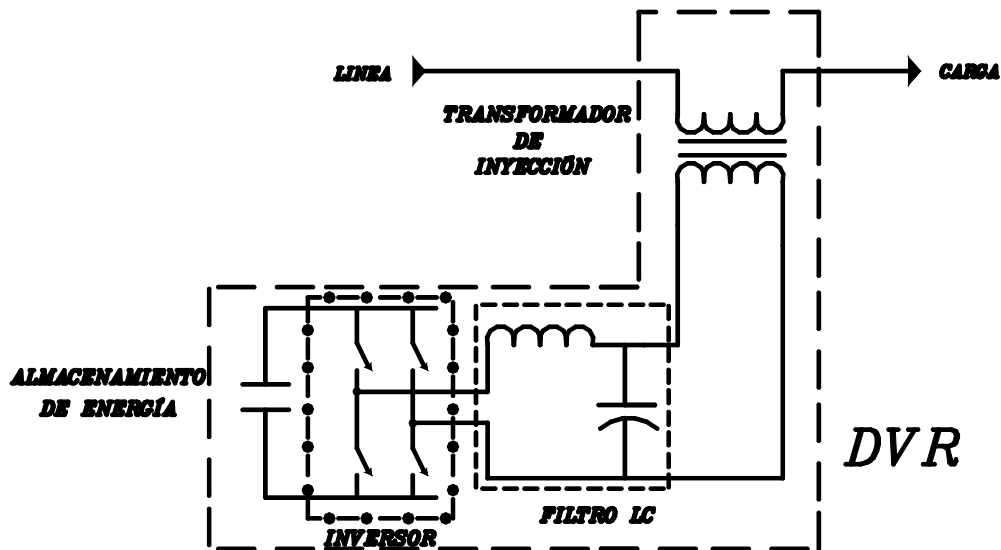 LINEA
CARGA
TRANSFORMADOR
DE
INYECCIÓN
ALMACENAMIENTO
DE ENERGÍA
DVR
FILTRO LC
INVERSOR